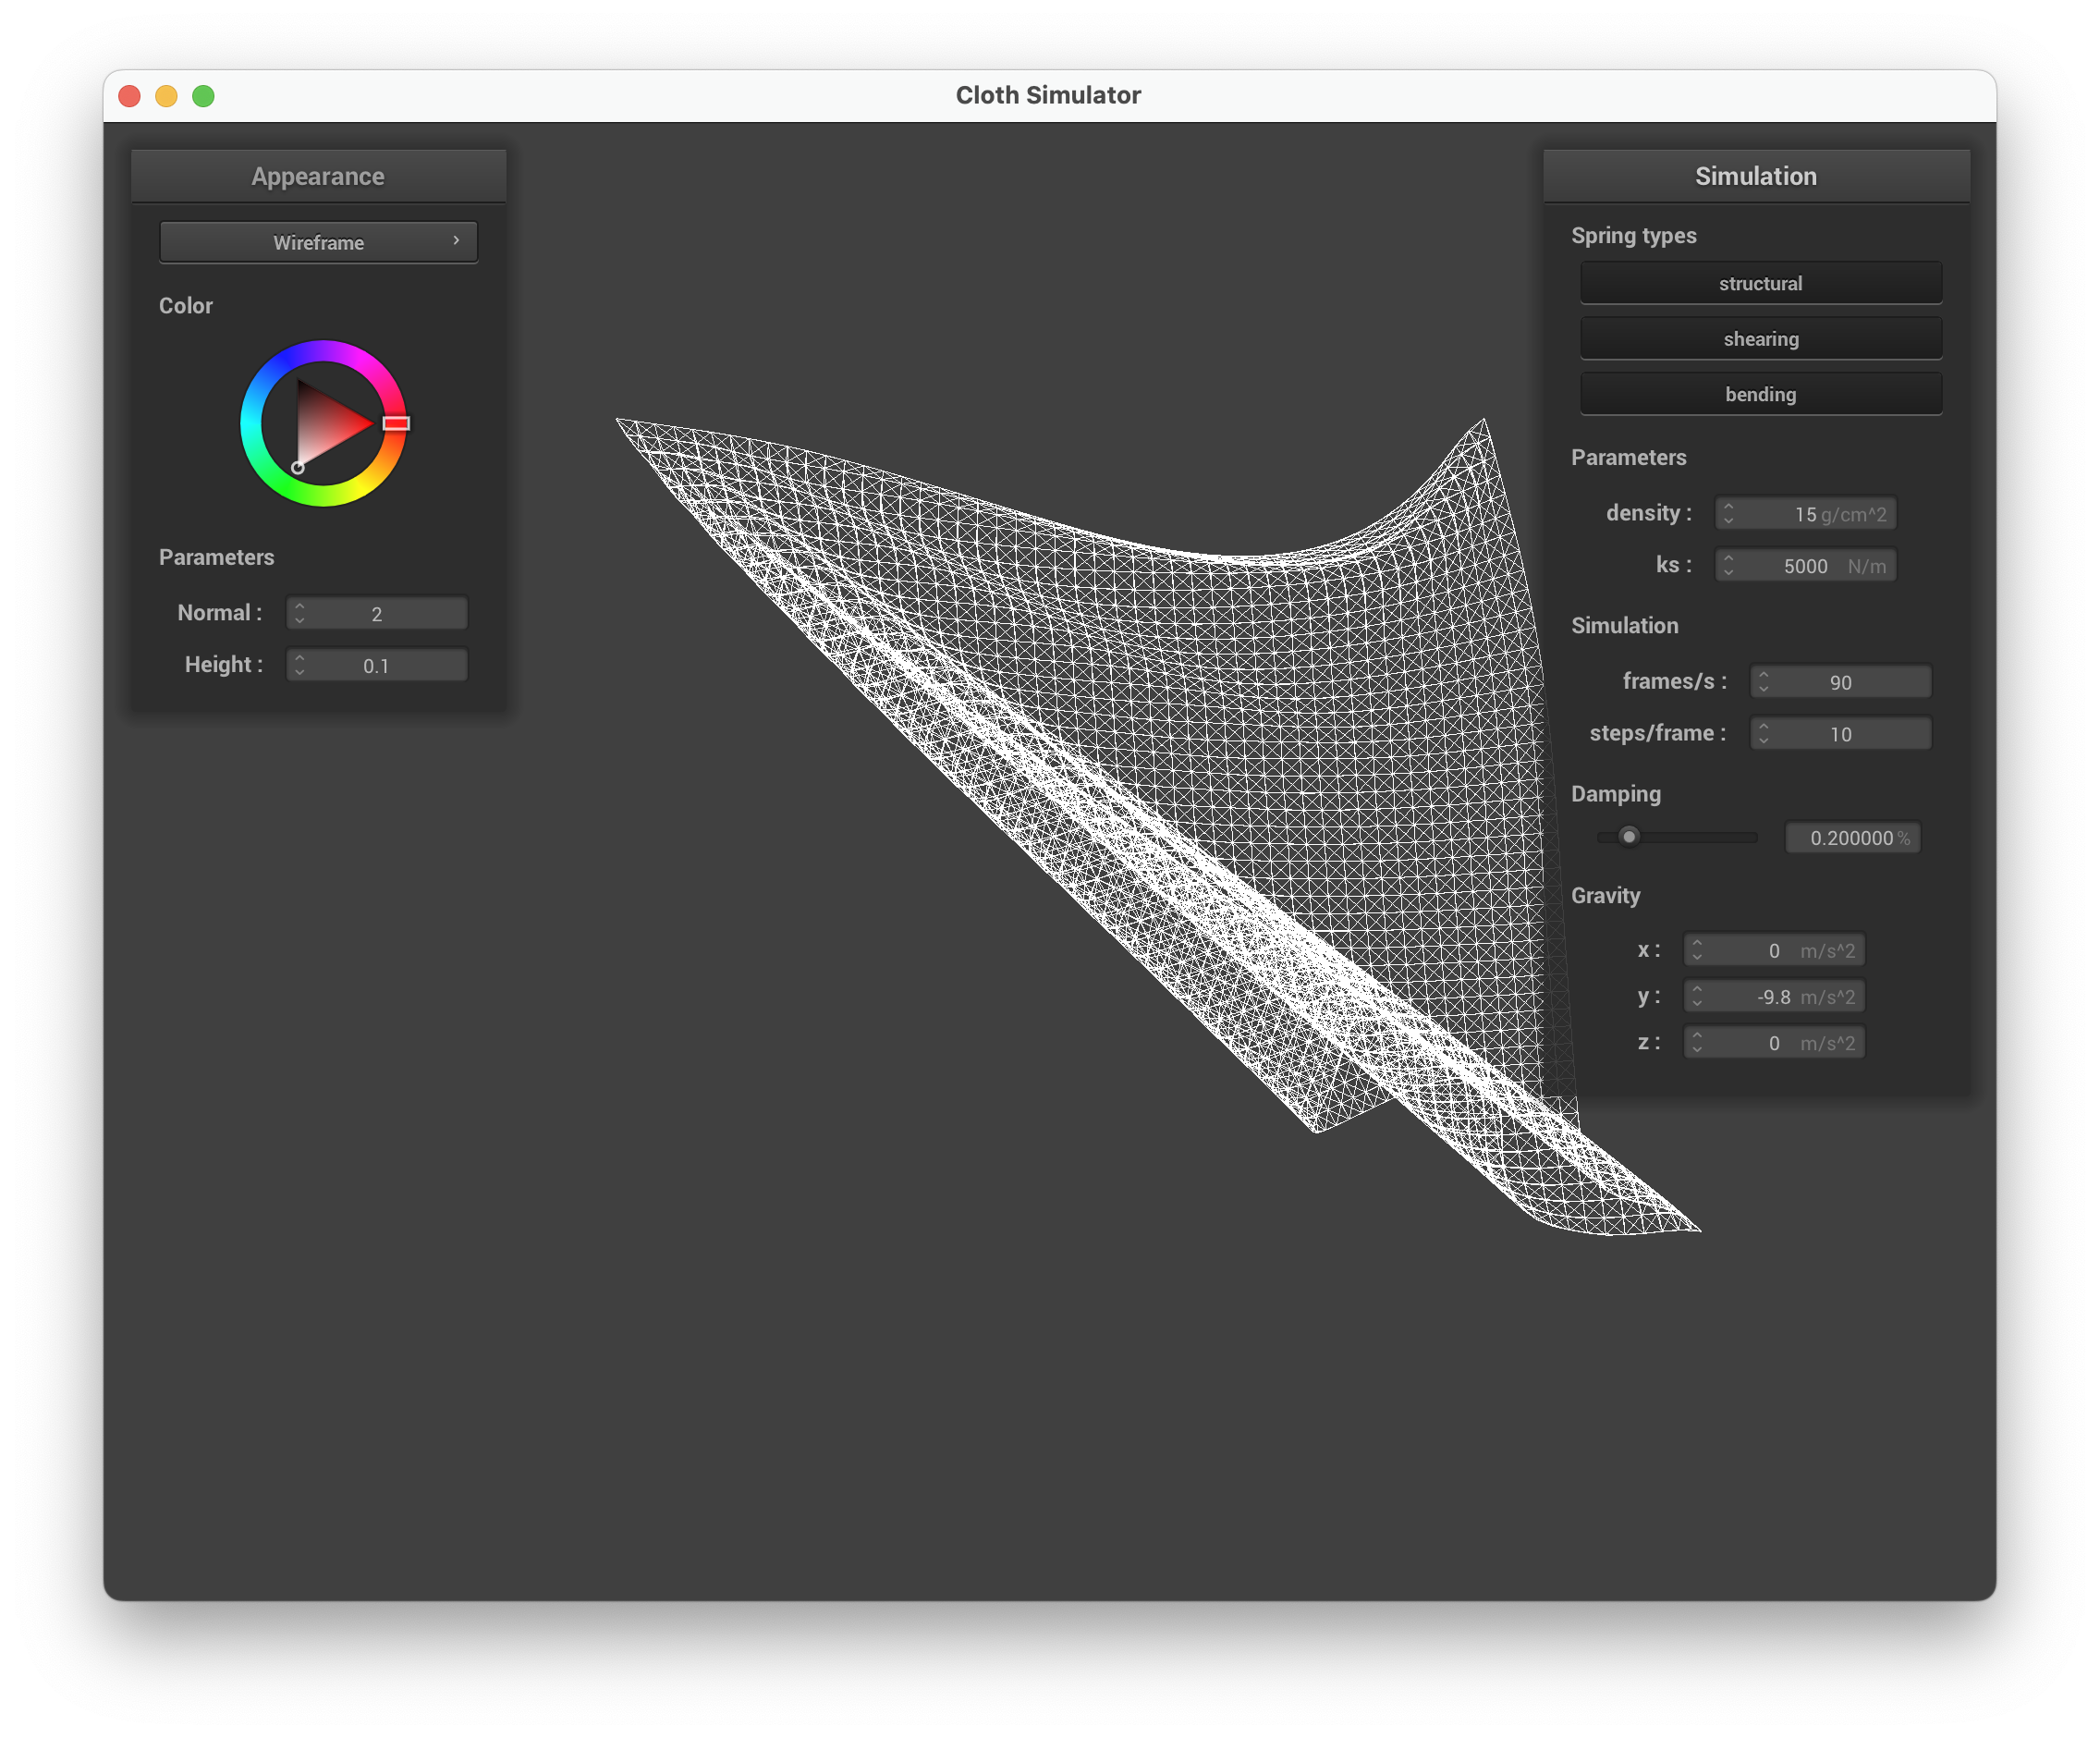 Cloth Simulator
Appearance
Wireframe
Color
Parameters
Normal : 2
Height : 0.1
Simulation
Spring types
structural
shearing
bending
Parameters
density : 15 g/cm^2
ks : 5000 N/m
Simulation
frames/s : 90
steps/frame : 10
Damping
0.200000 %
Gravity
x : 0 m/s^2
y : -9.8 m/s^2
z : 0 m/s^2